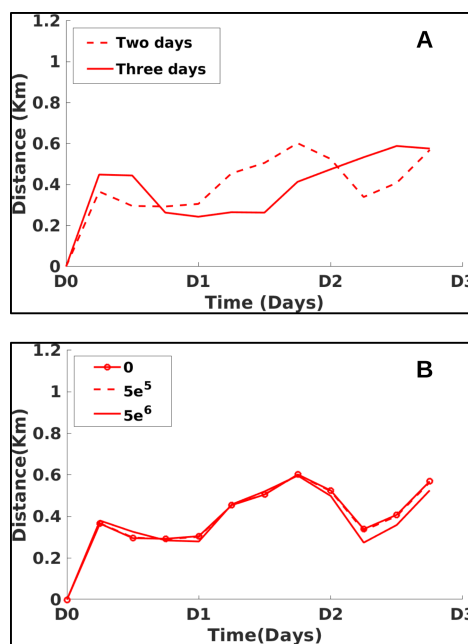 1.2
A
Two days
Three days
1
0.8
0.6
0.4
0.2
0
Distance (Km)
D0
D1
D2
D3
Time (Days)
1.2
B
0
5e⁵
5e⁶
1
0.8
0.6
0.4
0.2
0
Distance(Km)
D0
D1
D2
D3
Time(Days)